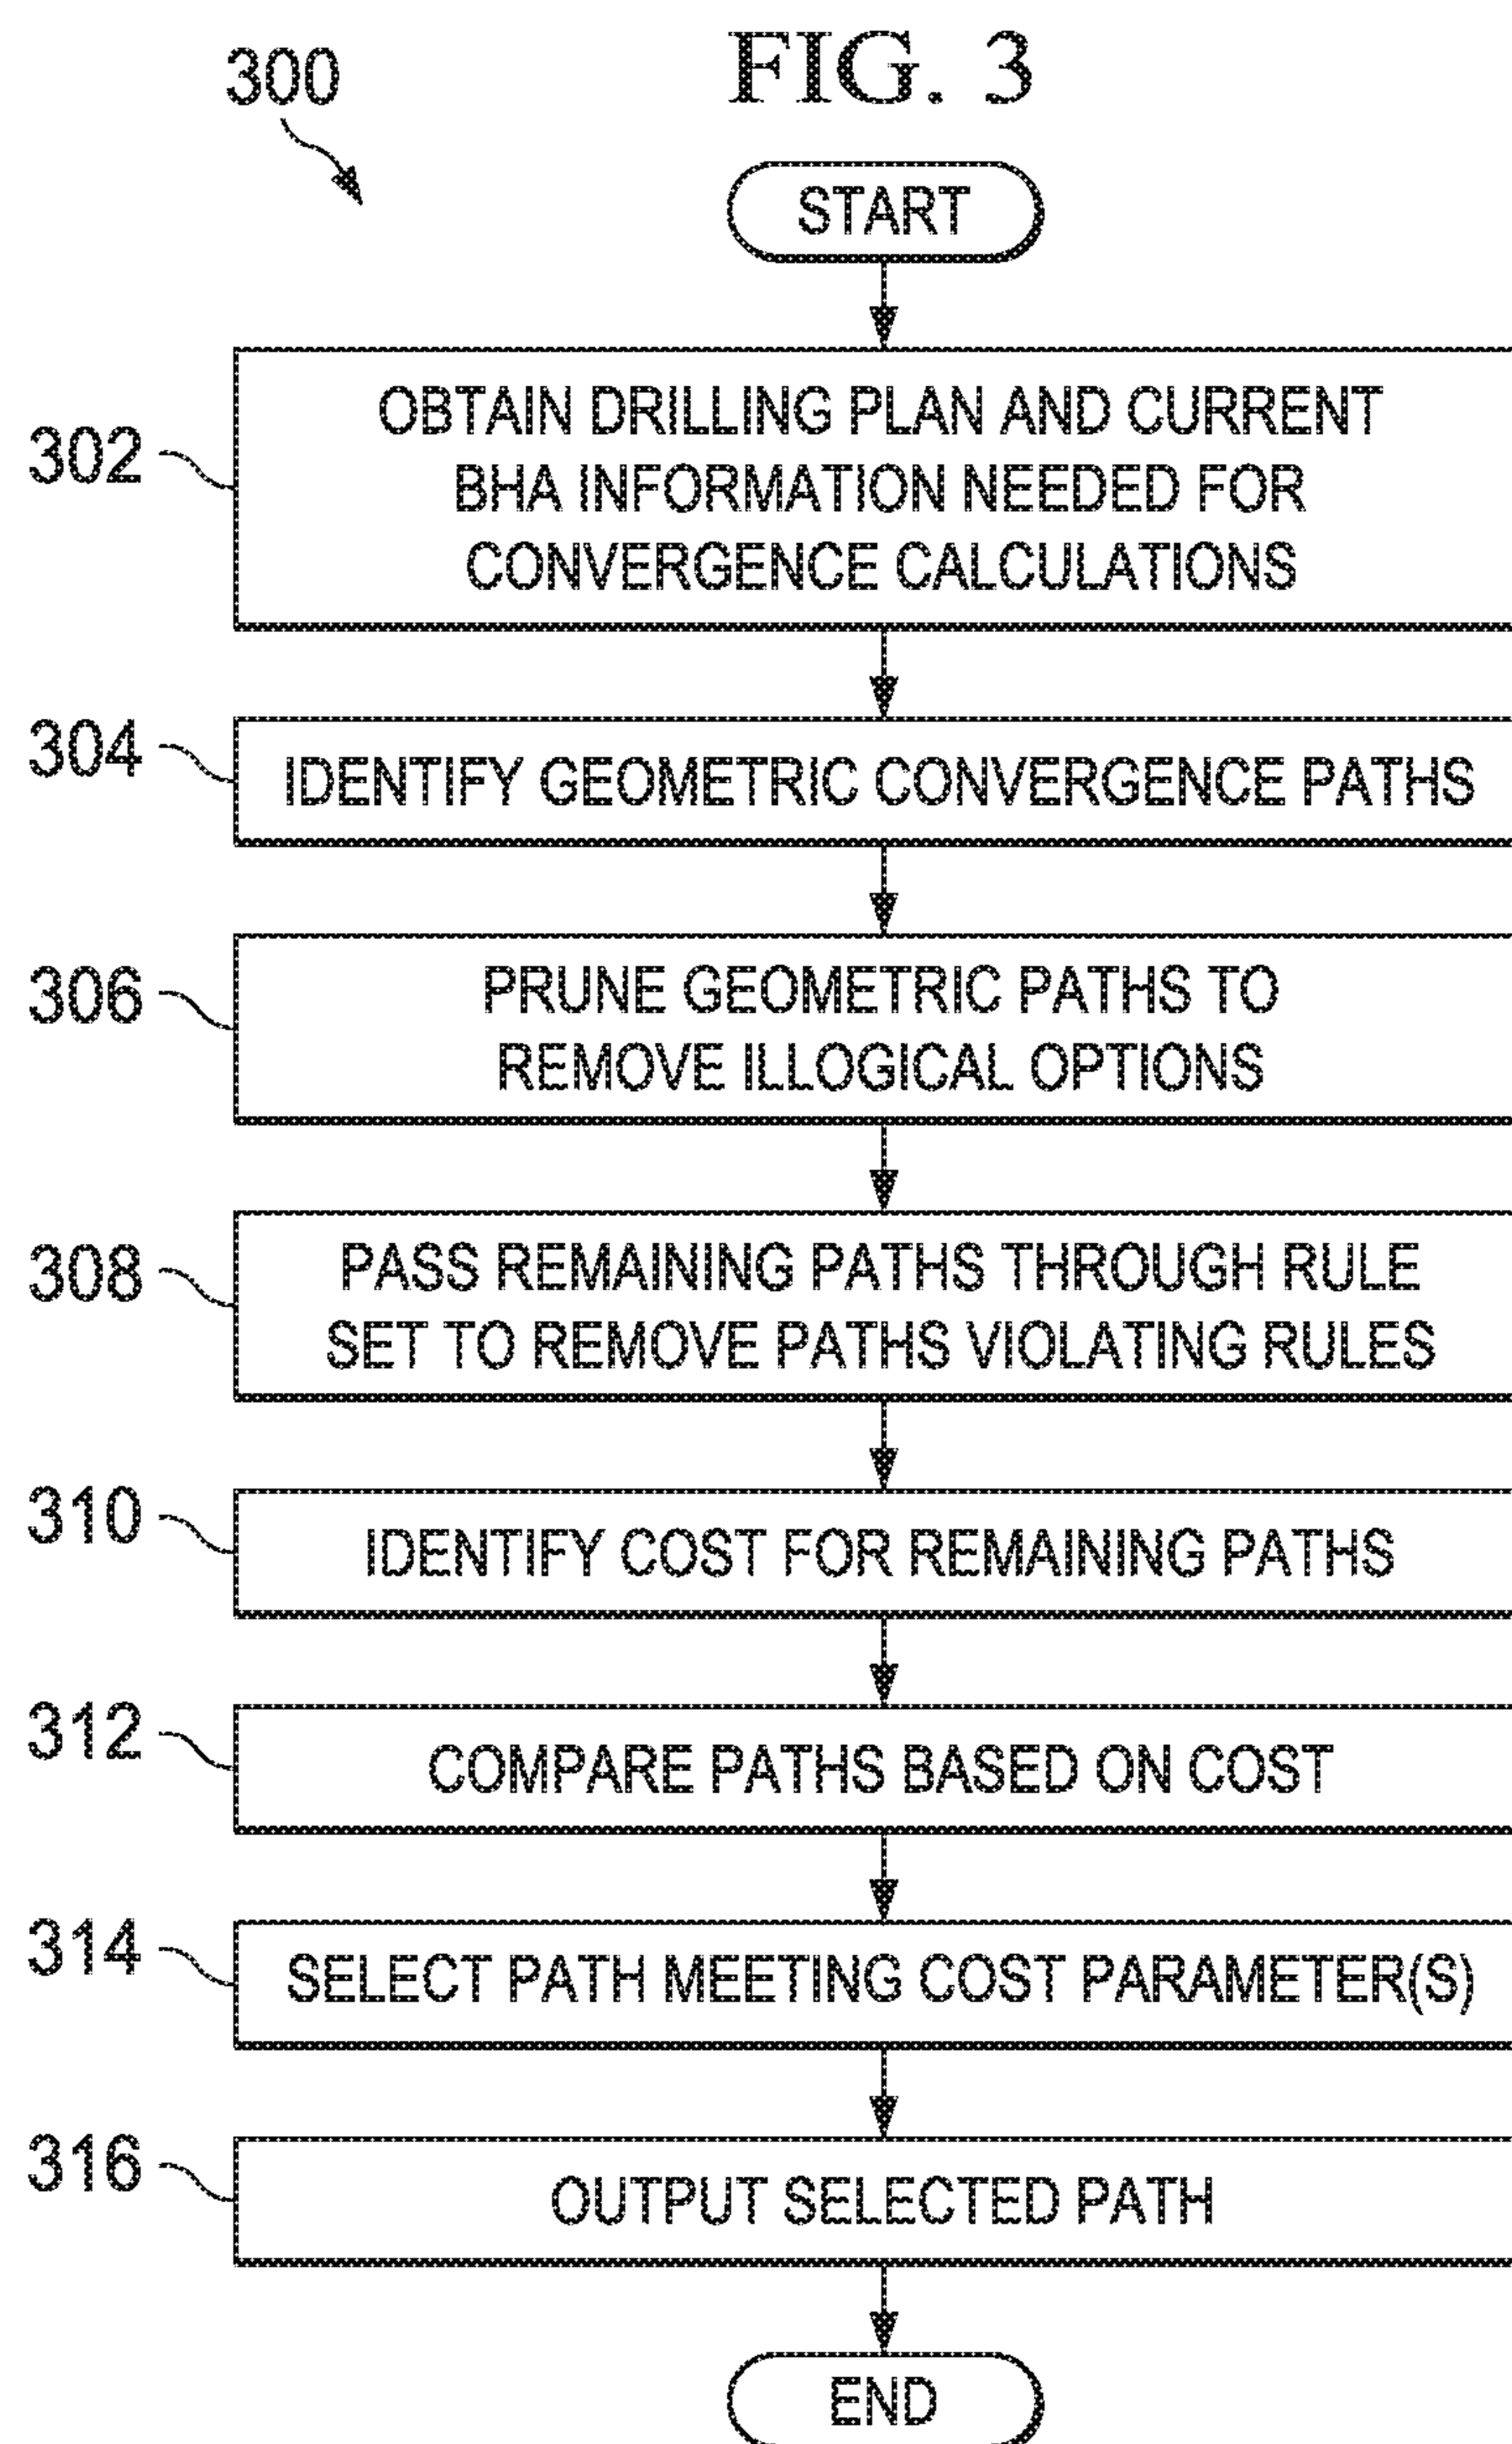 300
FIG. 3
START
302
OBTAIN DRILLING PLAN AND CURRENT
BHA INFORMATION NEEDED FOR
CONVERGENCE CALCULATIONS
304
IDENTIFY GEOMETRIC CONVERGENCE PATHS
306
PRUNE GEOMETRIC PATHS TO
REMOVE ILLOGICAL OPTIONS
308
PASS REMAINING PATHS THROUGH RULE
SET TO REMOVE PATHS VIOLATING RULES
310
IDENTIFY COST FOR REMAINING PATHS
312
COMPARE PATHS BASED ON COST
314
SELECT PATH MEETING COST PARAMETER(S)
316
OUTPUT SELECTED PATH
END